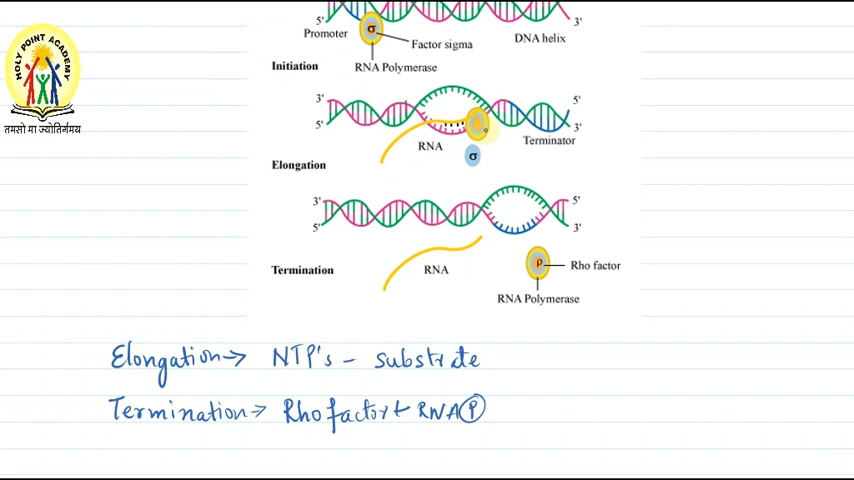 HOLY POINT ACADEMY
तमसो मा ज्योतिर्गमय
5' 3'
Promoter σ Factor sigma DNA helix
Initiation RNA Polymerase
3' 5'
5' 3'
RNA Terminator
σ
Elongation
3' 5'
5' 3'
Termination RNA ρ Rho factor
RNA Polymerase
Elongation → NTP's - substrate
Termination → Rho factor + RNA P